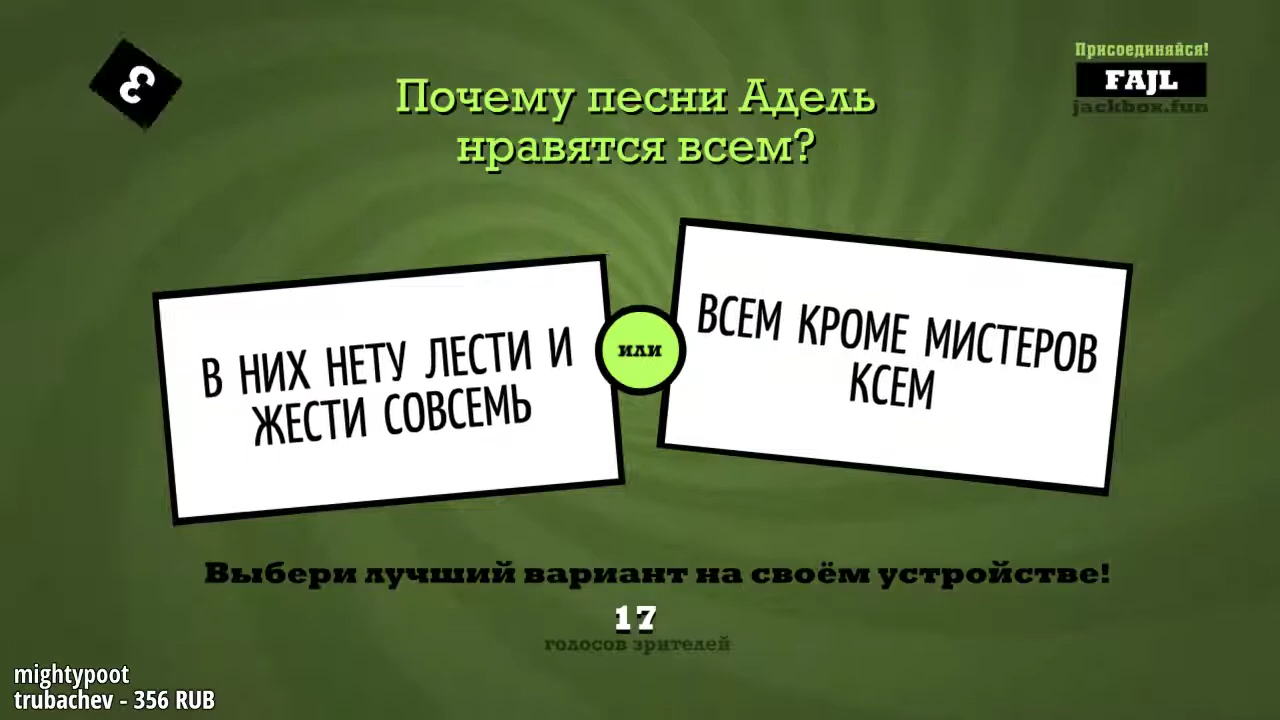 3
Присоединяйся!
FAJL
jackbox.fun
Почему песни Адель
нравятся всем?
В НИХ НЕТУ ЛЕСТИ И
ЖЕСТИ СОВСЕМЬ
ИЛИ
ВСЕМ КРОМЕ МИСТЕРОВ
КСЕМ
Выбери лучший вариант на своём устройстве!
17
голосов зрителей
mightypoot
trubachev - 356 RUB